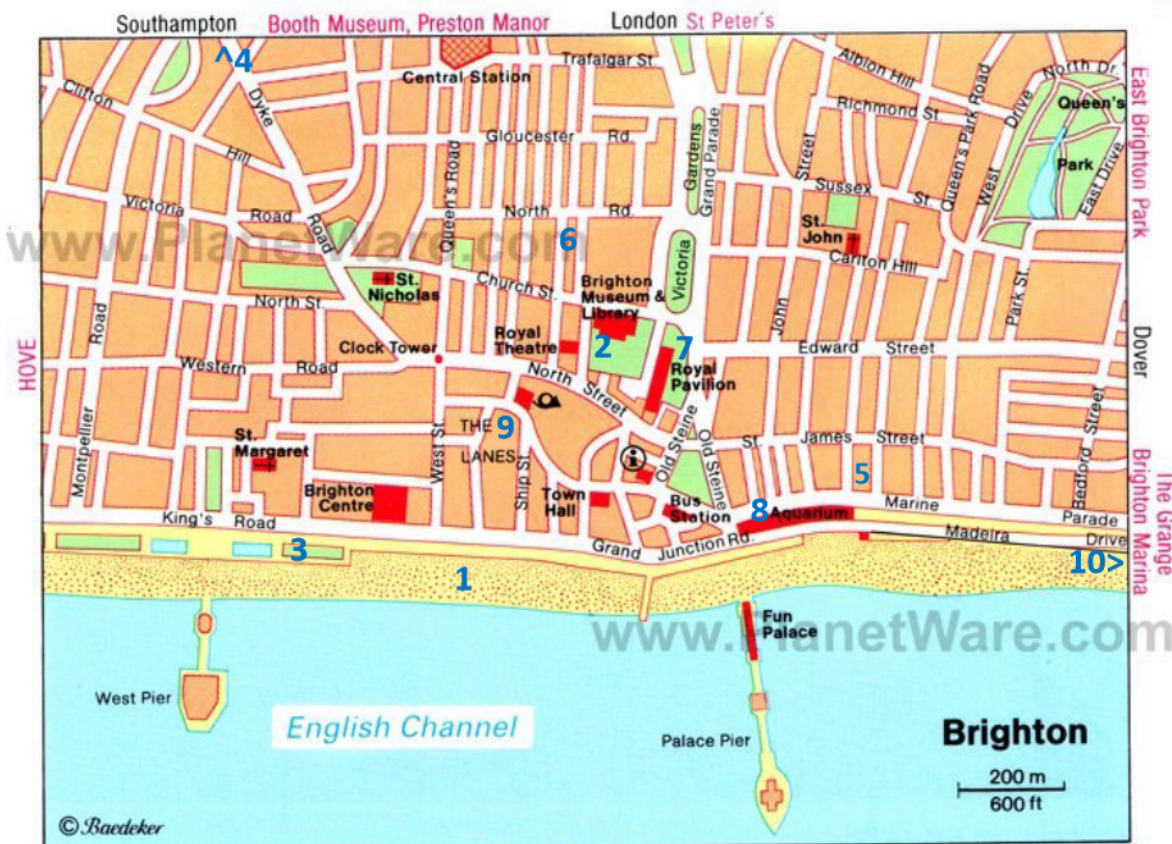 Southampton
Booth Museum, Preston Manor
London
St Peter's
^4
Central Station
Trafalgar St
Albion Hill
North Dr.
Queen's
Park
Clifton
Hill
Dyke
Road
Gloucester
Rd.
Gardens
Grand Parade
Richmond St.
Street
Queen's Park Road
West
Drive
East Drive
East Brighton Park
Victoria
Road
Queen's Road
North
Rd.
Sussex
St.
www.PlanetWare.com
6
St.
John
Carlton Hill
Park St.
St.
Nicholas
Church St.
Brighton
Museum &
Library
Victoria
John
North St.
Road
Clock Tower
Royal
Theatre
2
7
Royal
Pavilion
Edward
Street
Dover
HOVE
Western
Road
North
Street
Montpellier
THE
LANES
9
West St.
Ship St.
Old Steine
Old Steine
St.
James
Street
Bedford
Street
St.
Margaret
Brighton
Centre
Town
Hall
i
Bus
Station
8
Aquarium
5
Marine
Parade
The Grange
Brighton Marina
King's
Road
Grand
Junction Rd.
Madeira
Drive
3
1
10>
Fun
Palace
www.PlanetWare.com
West Pier
English Channel
Palace Pier
Brighton
200 m
600 ft
© Baedeker